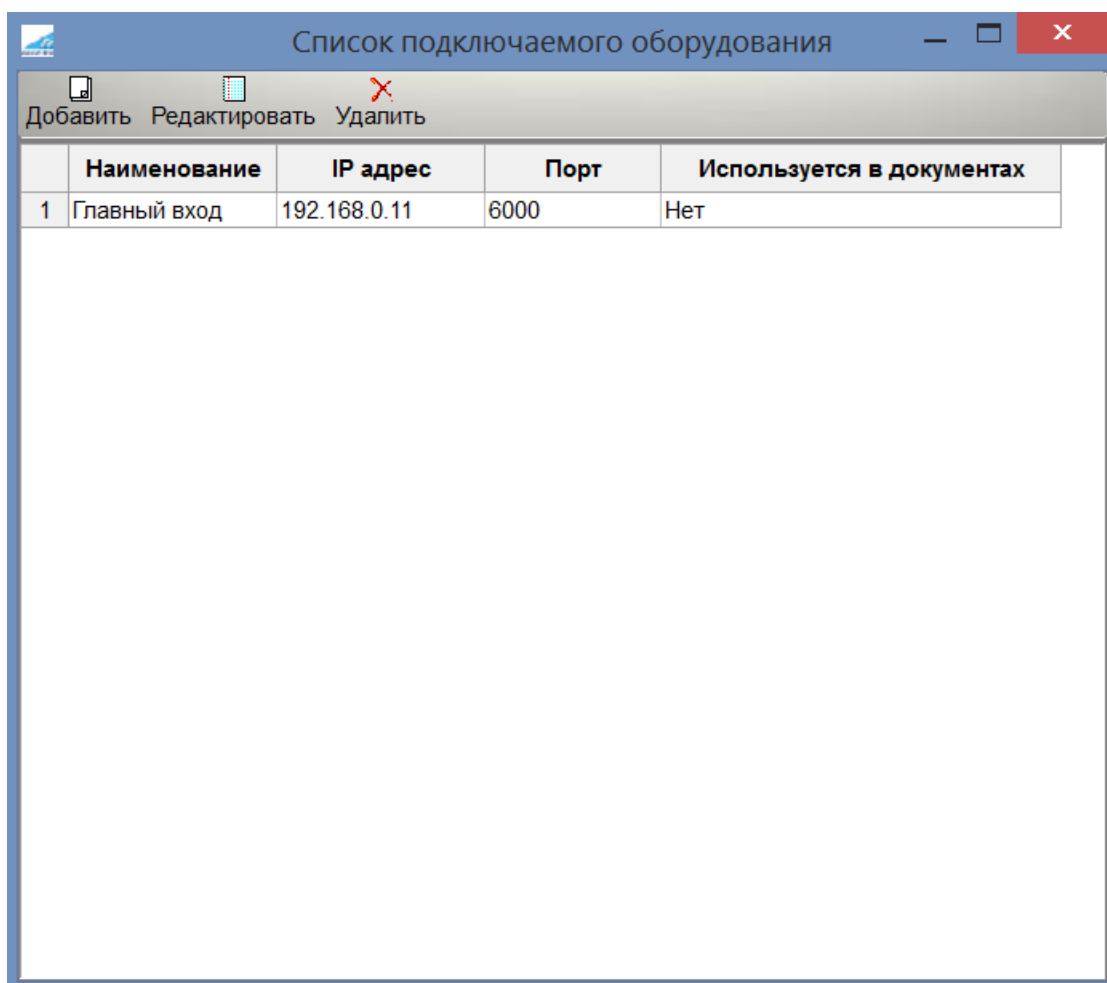 Список подключаемого оборудования
Добавить Редактировать Удалить
Наименование IP адрес Порт Используется в документах
1 Главный вход 192.168.0.11 6000 Нет